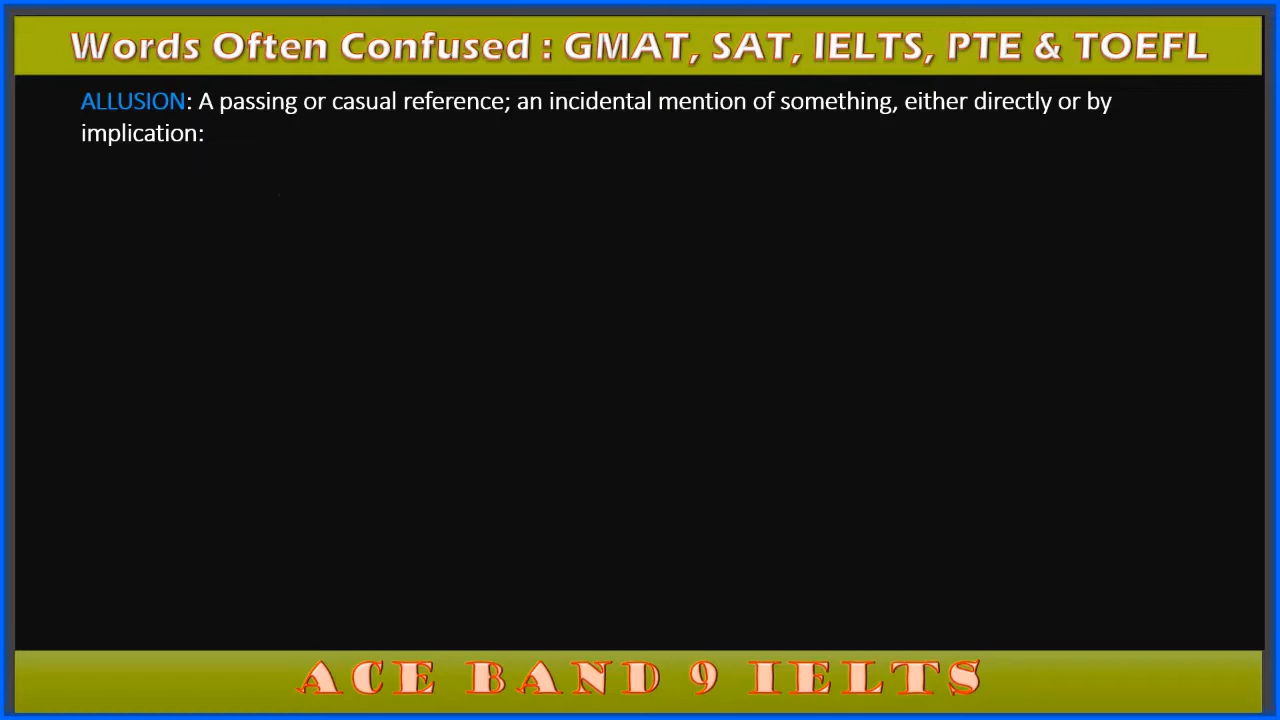 Words Often Confused : GMAT, SAT, IELTS, PTE & TOEFL
ALLUSION: A passing or casual reference; an incidental mention of something, either directly or by
implication:
ACE BAND 9 IELTS